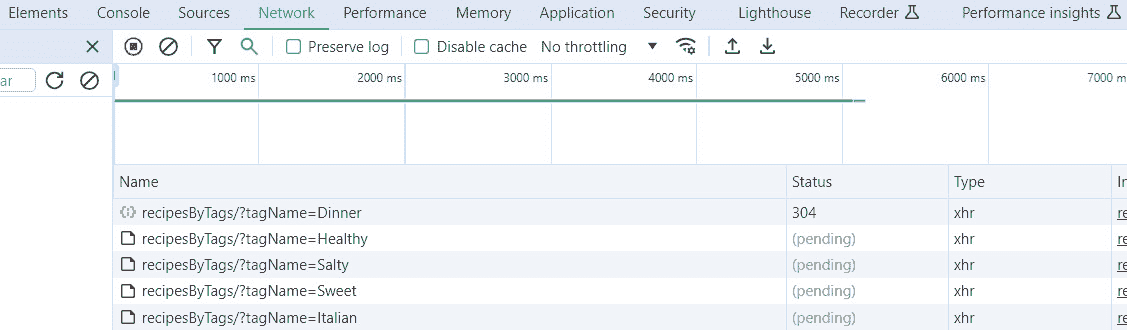 Elements Console Sources Network Performance Memory Application Security Lighthouse Recorder Performance insights
ar Preserve log Disable cache No throttling
1000 ms 2000 ms 3000 ms 4000 ms 5000 ms 6000 ms 7000 m
Name Status Type In
recipesByTags/?tagName=Dinner 304 xhr re
recipesByTags/?tagName=Healthy (pending) xhr re
recipesByTags/?tagName=Salty (pending) xhr re
recipesByTags/?tagName=Sweet (pending) xhr re
recipesByTags/?tagName=Italian (pending) xhr re